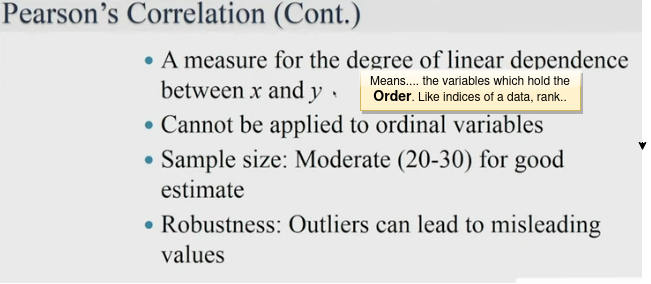 Pearson's Correlation (Cont.)
• A measure for the degree of linear dependence
between x and y
Means.... the variables which hold the
Order. Like indices of a data, rank..
• Cannot be applied to ordinal variables
• Sample size: Moderate (20-30) for good
estimate
• Robustness: Outliers can lead to misleading
values